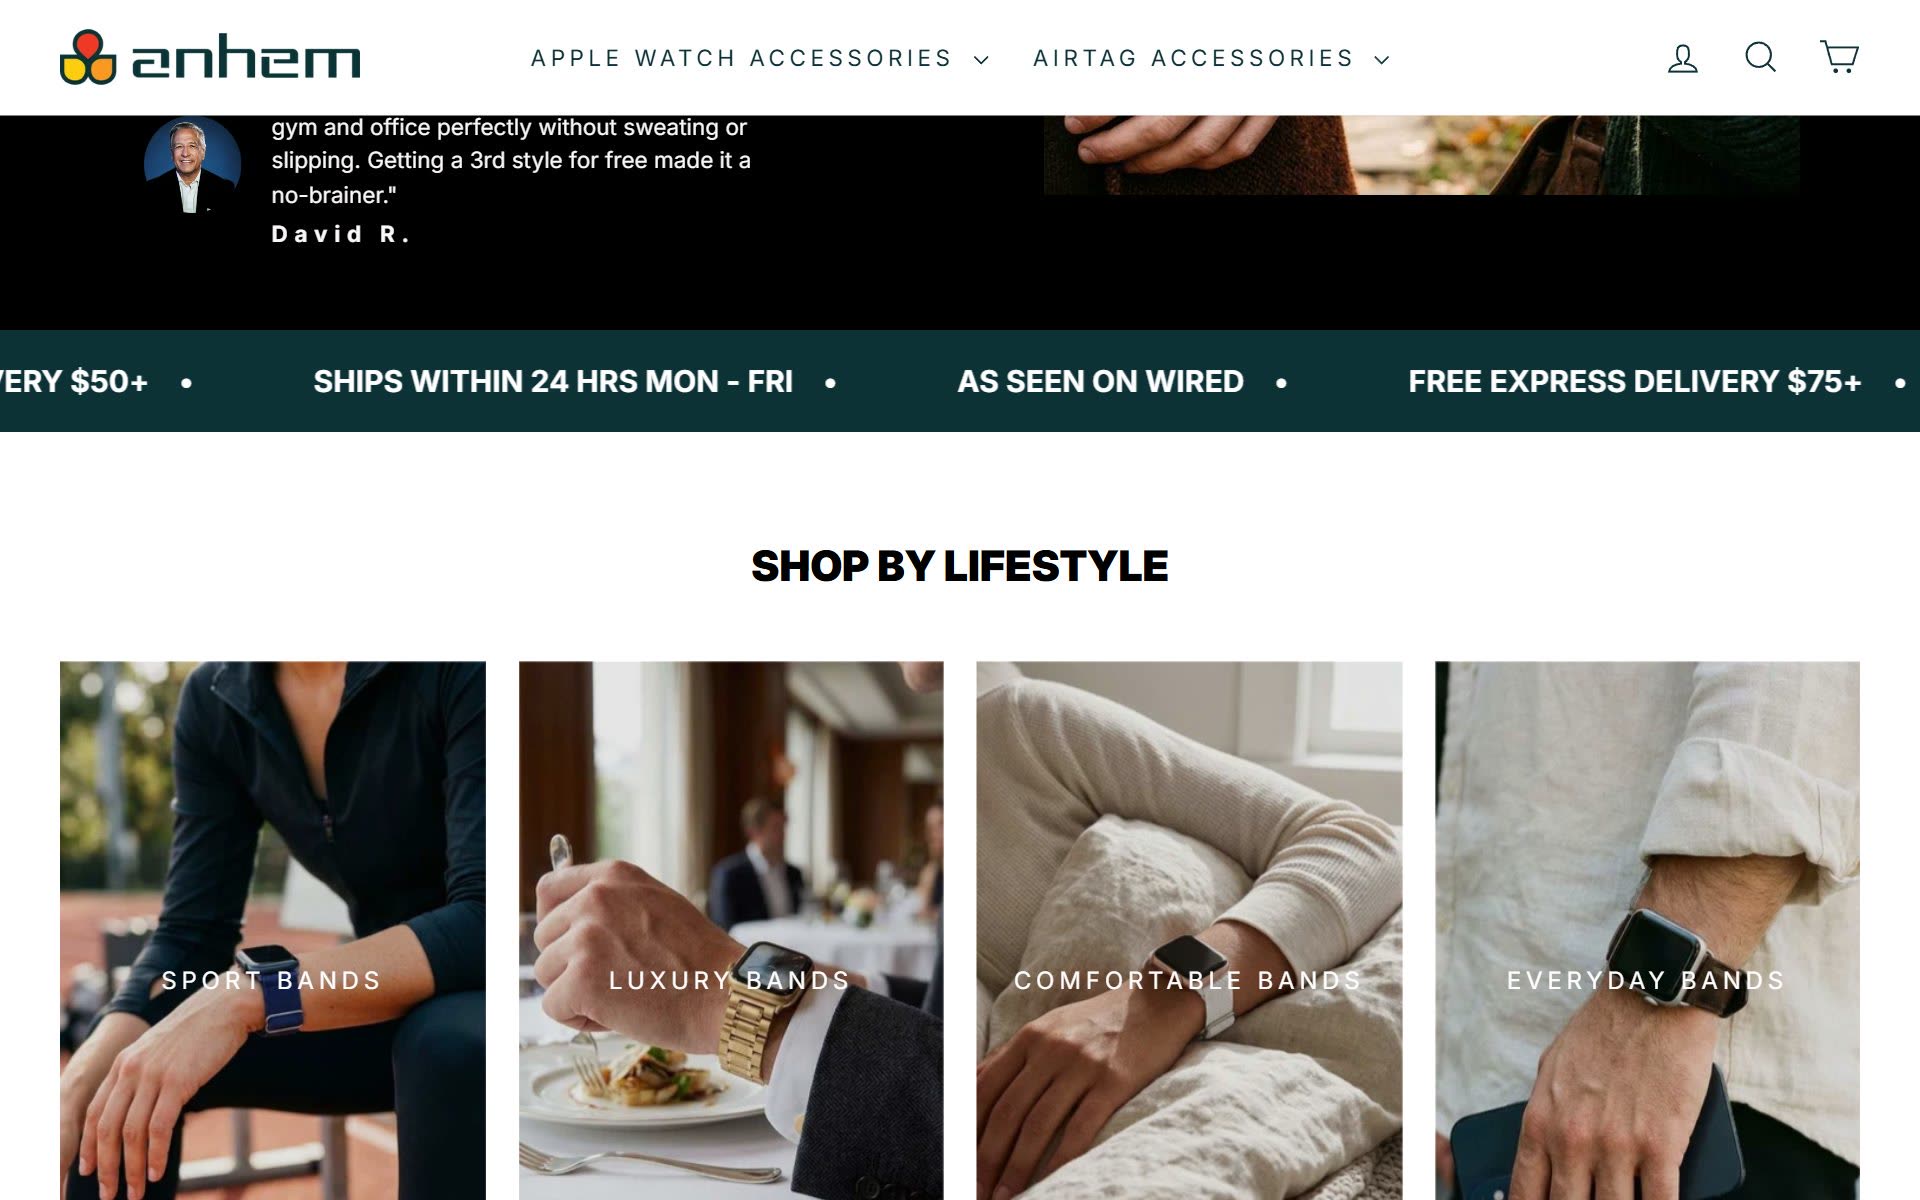 anhem
APPLE WATCH ACCESSORIES
AIRTAG ACCESSORIES
gym and office perfectly without sweating or
slipping. Getting a 3rd style for free made it a
no-brainer."
David R.
VERY $50+ • SHIPS WITHIN 24 HRS MON - FRI • AS SEEN ON WIRED • FREE EXPRESS DELIVERY $75+ •
SHOP BY LIFESTYLE
SPORT BANDS
LUXURY BANDS
COMFORTABLE BANDS
EVERYDAY BANDS